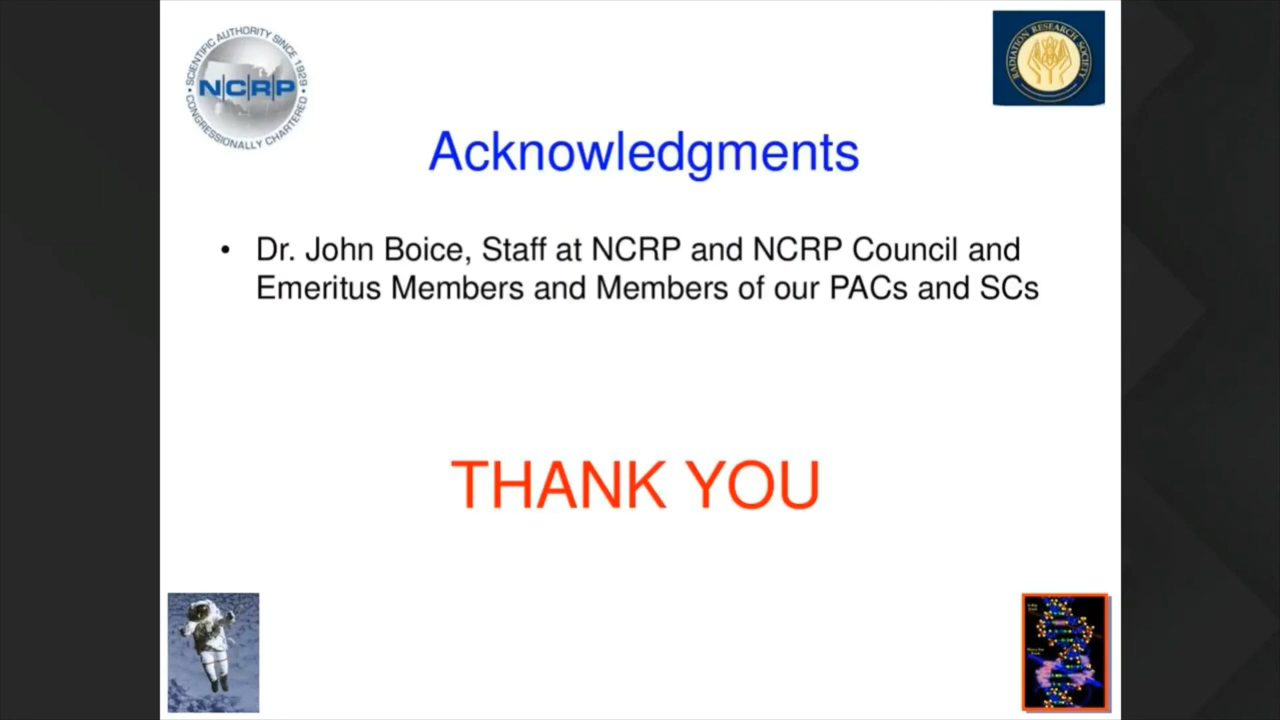 SCIENTIFIC AUTHORITY SINCE 1929
NCRP
CONGRESSIONALLY CHARTERED
RADIATION RESEARCH SOCIETY
Acknowledgments
• Dr. John Boice, Staff at NCRP and NCRP Council and
Emeritus Members and Members of our PACs and SCs
THANK YOU